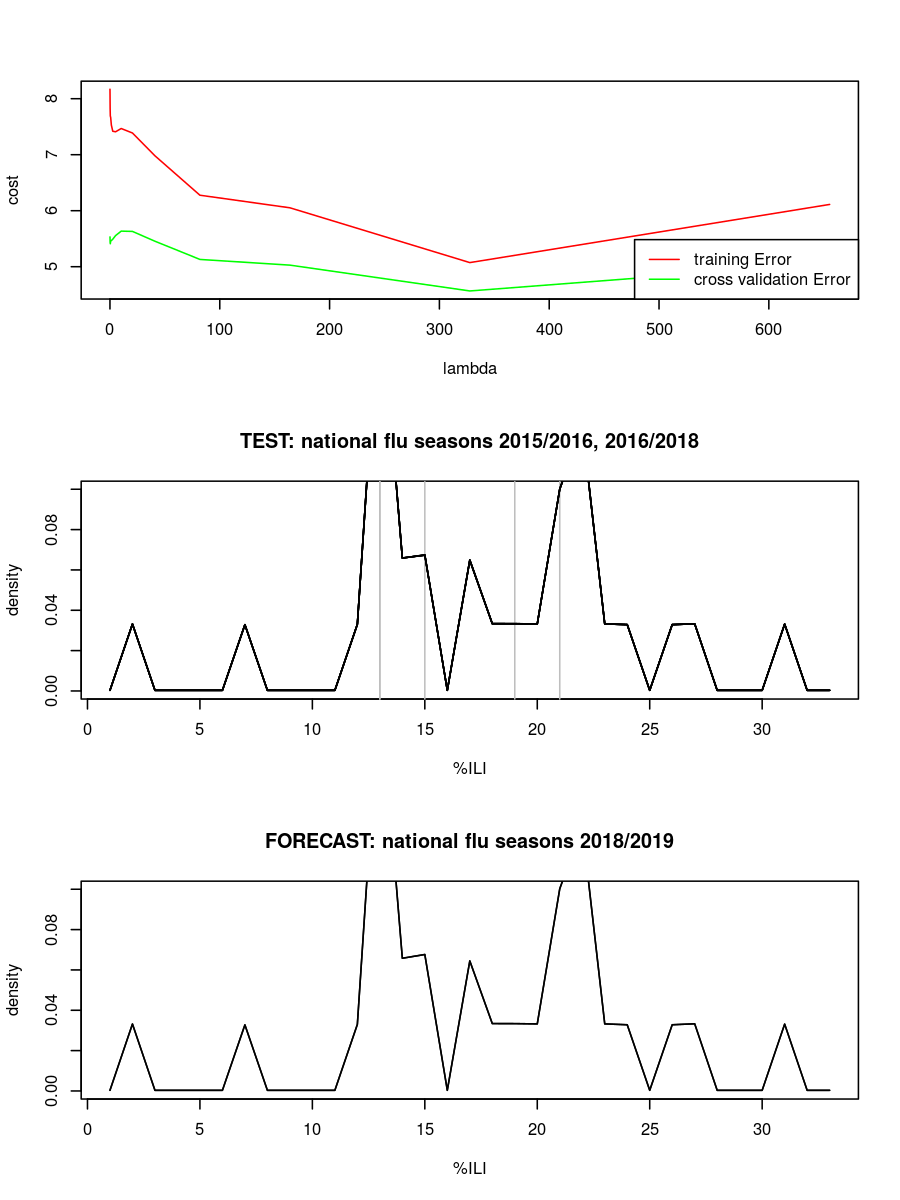 8
7
6
5
cost
0 100 200 300 400 500 600
lambda
training Error
cross validation Error
TEST: national flu seasons 2015/2016, 2016/2018
0.08
0.04
0.00
density
0 5 10 15 20 25 30
%ILI
FORECAST: national flu seasons 2018/2019
0.08
0.04
0.00
density
0 5 10 15 20 25 30
%ILI